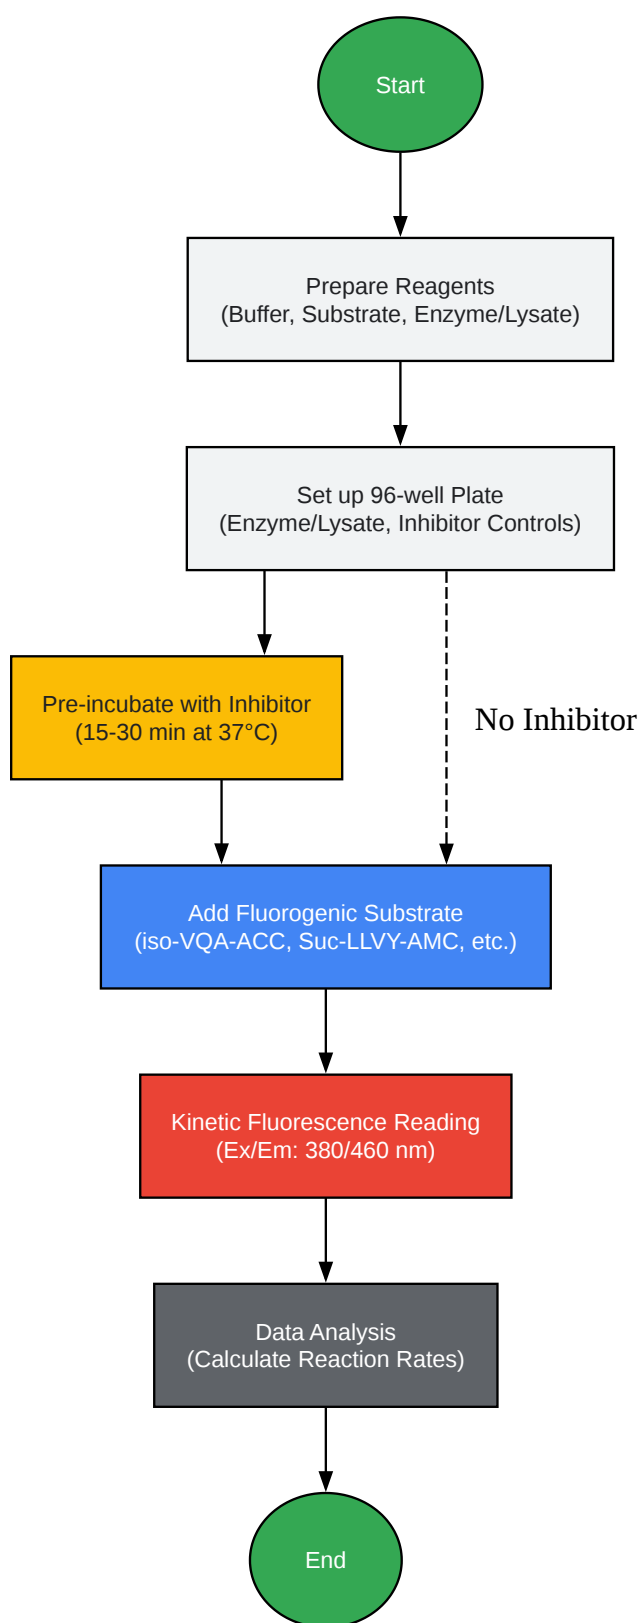 Start
Prepare Reagents
(Buffer, Substrate, Enzyme/Lysate)
Set up 96-well Plate
(Enzyme/Lysate, Inhibitor Controls)
Pre-incubate with Inhibitor
(15-30 min at 37°C)
No Inhibitor
Add Fluorogenic Substrate
(iso-VQA-ACC, Suc-LLVY-AMC, etc.)
Kinetic Fluorescence Reading
(Ex/Em: 380/460 nm)
Data Analysis
(Calculate Reaction Rates)
End